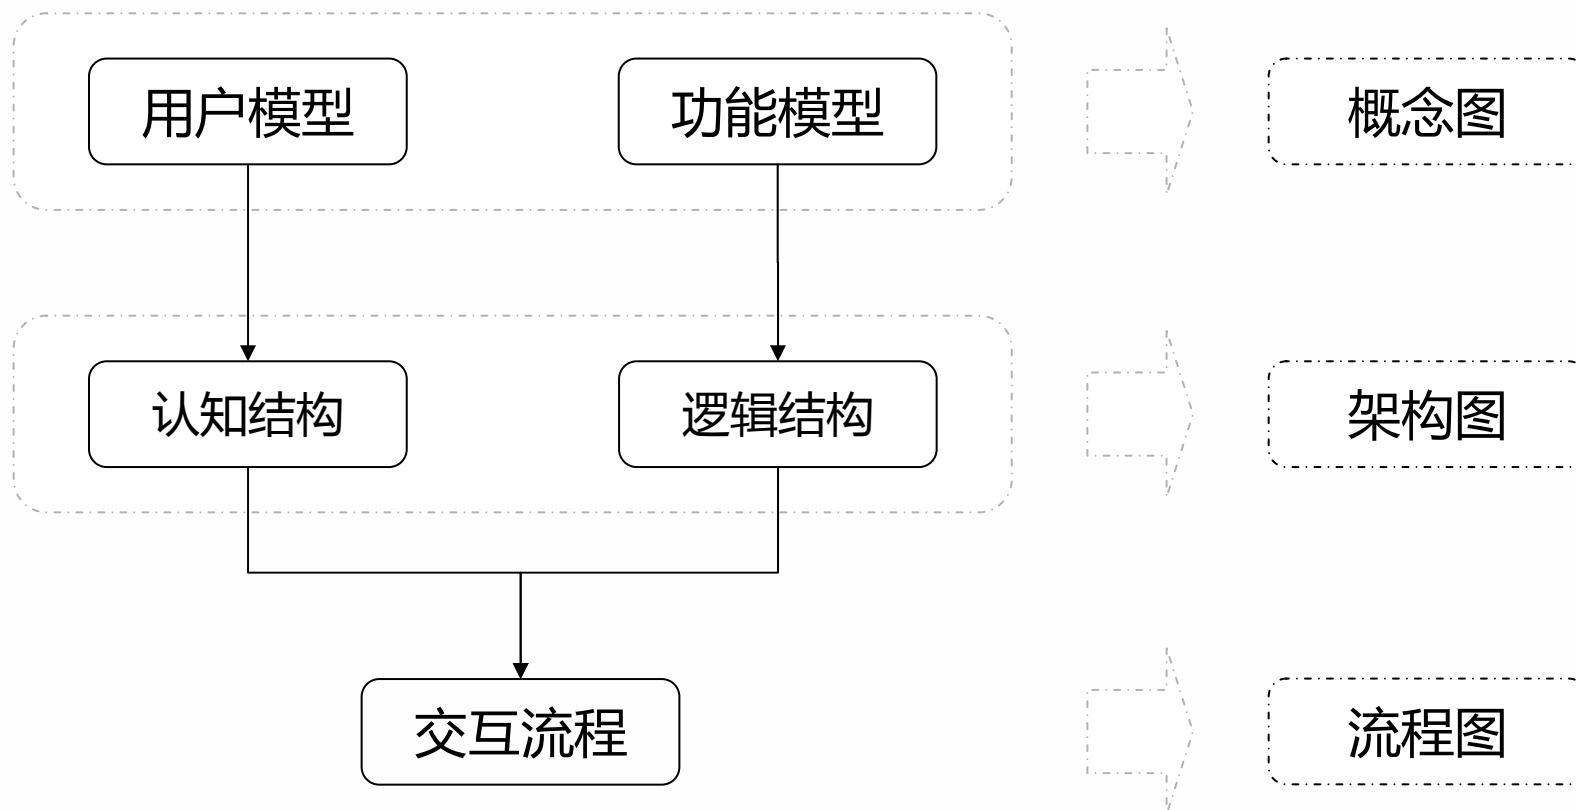 用户模型
功能模型
概念图
认知结构
逻辑结构
架构图
交互流程
流程图